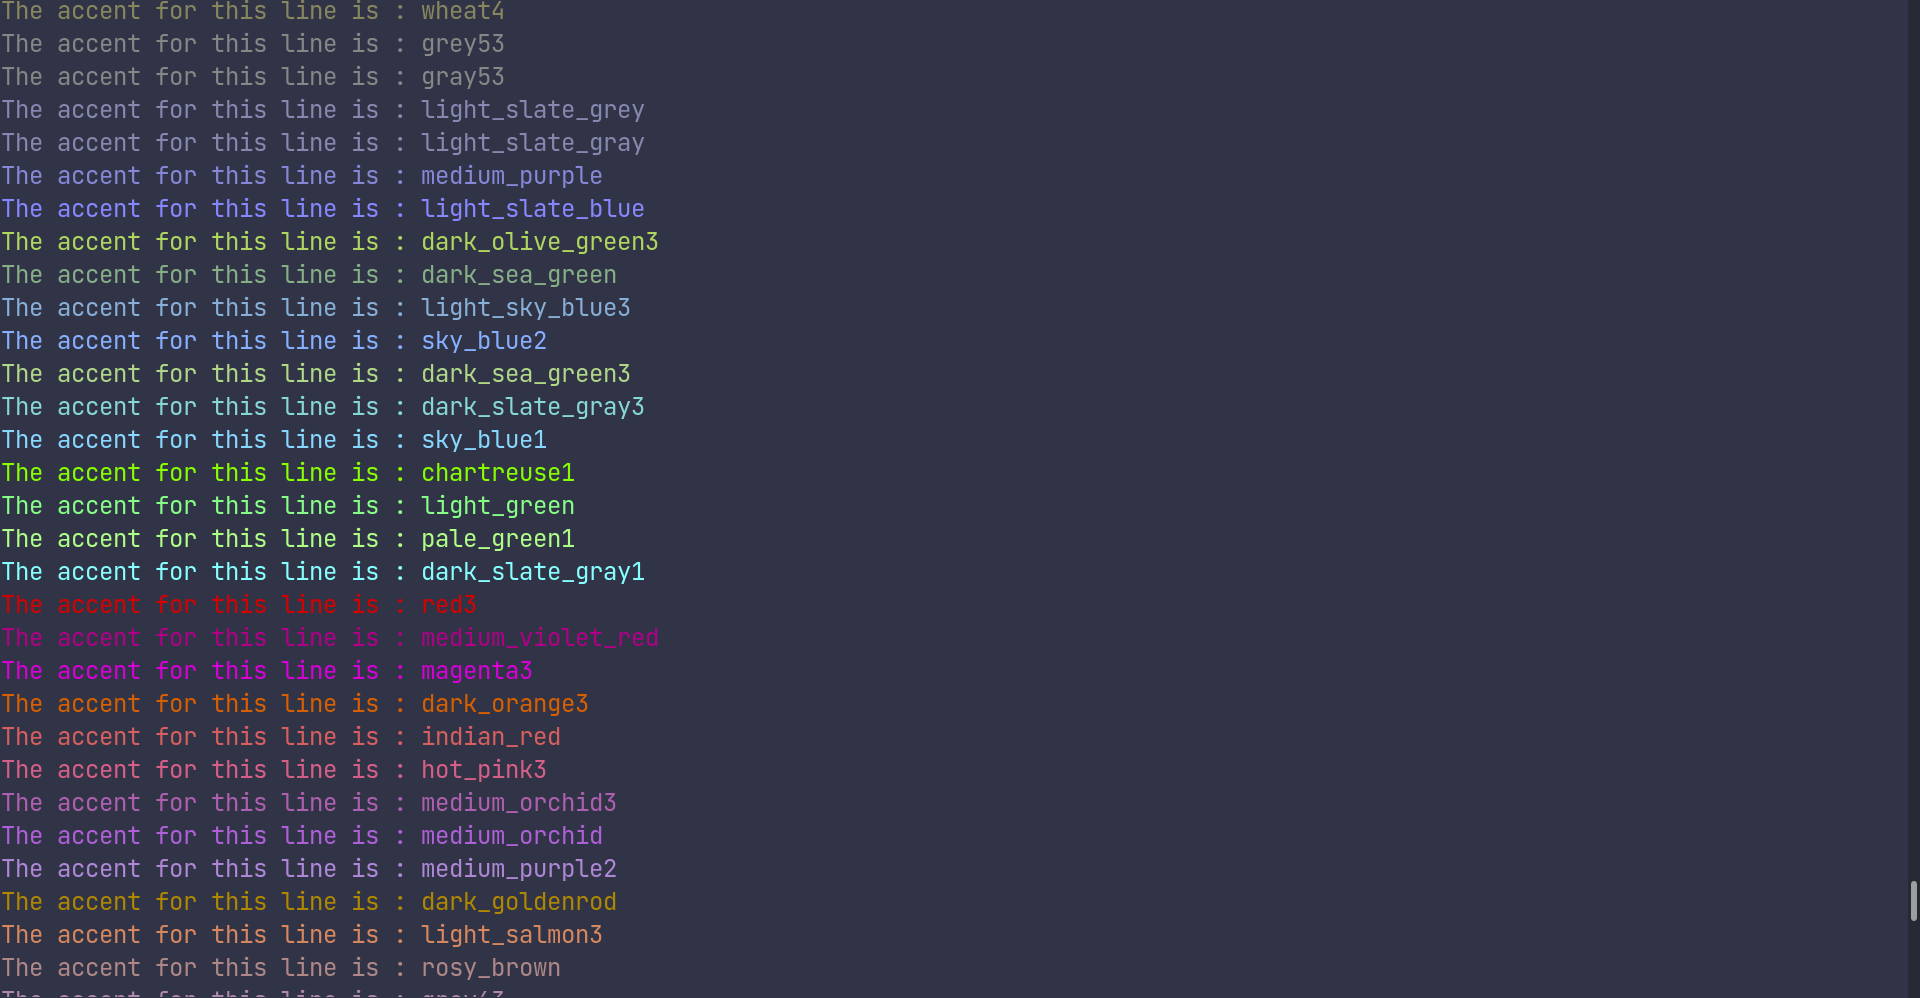 The accent for this line is : wheat4
The accent for this line is : grey53
The accent for this line is : gray53
The accent for this line is : light_slate_grey
The accent for this line is : light_slate_gray
The accent for this line is : medium_purple
The accent for this line is : light_slate_blue
The accent for this line is : dark_olive_green3
The accent for this line is : dark_sea_green
The accent for this line is : light_sky_blue3
The accent for this line is : sky_blue2
The accent for this line is : dark_sea_green3
The accent for this line is : dark_slate_gray3
The accent for this line is : sky_blue1
The accent for this line is : chartreuse1
The accent for this line is : light_green
The accent for this line is : pale_green1
The accent for this line is : dark_slate_gray1
The accent for this line is : red3
The accent for this line is : medium_violet_red
The accent for this line is : magenta3
The accent for this line is : dark_orange3
The accent for this line is : indian_red
The accent for this line is : hot_pink3
The accent for this line is : medium_orchid3
The accent for this line is : medium_orchid
The accent for this line is : medium_purple2
The accent for this line is : dark_goldenrod
The accent for this line is : light_salmon3
The accent for this line is : rosy_brown
The accent for this line is :